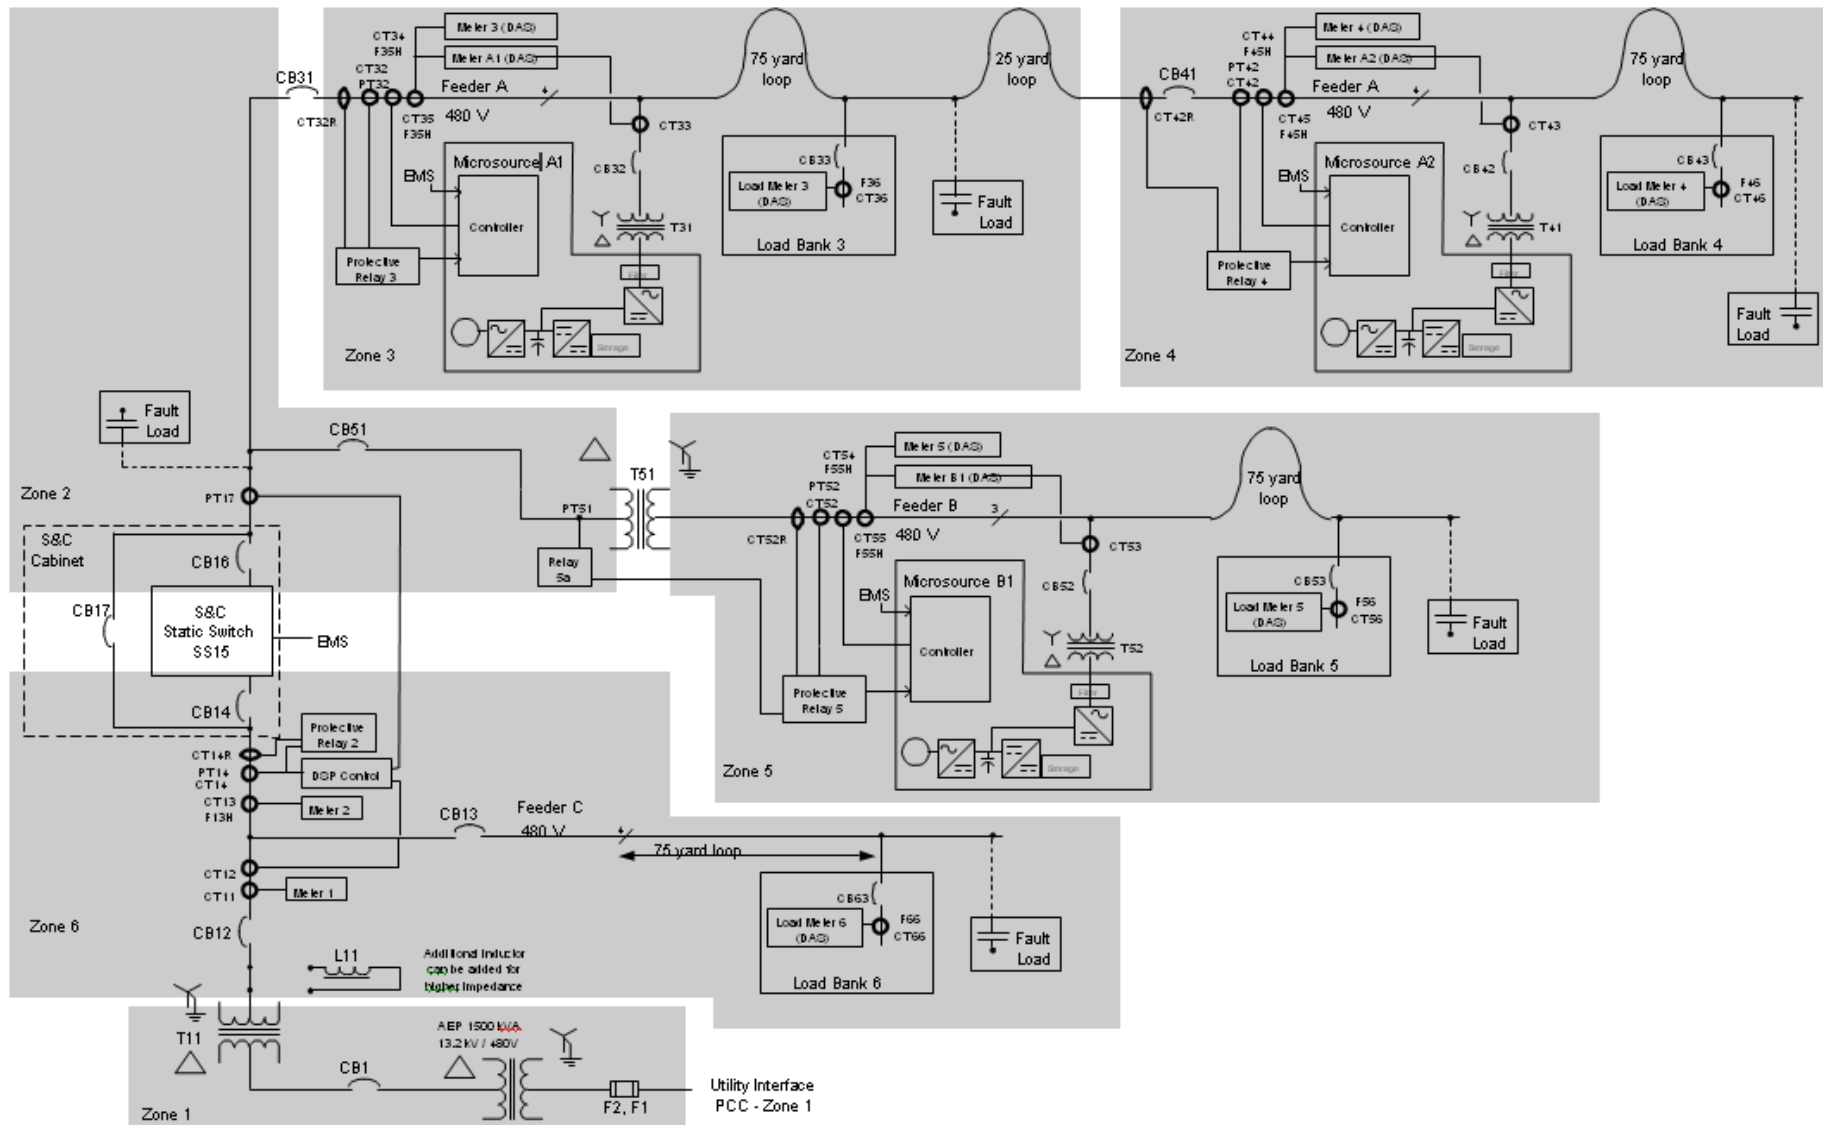 Meter 3 (DAS)
CT34
F35H
Meter A1 (DAS)
CT32
PT32
CB31
Feeder A
4
480 V
CT32R
CT35
F35H
CT33
75 yard
loop
25 yard
loop
Microsource A1
EMS
Controller
CB32
T31
Filter
Protective
Relay 3
Storage
CB33
Load Meter 3
(DAS)
F36
CT36
Load Bank 3
Fault
Load
Zone 3
Meter 4 (DAS)
CT44
F45H
Meter A2 (DAS)
PT42
CT42
CB41
Feeder A
4
480 V
CT42R
CT45
F45H
CT43
75 yard
loop
Microsource A2
EMS
Controller
CB42
T41
Filter
Protective
Relay 4
Storage
CB43
Load Meter 4
(DAS)
F46
CT46
Load Bank 4
Fault
Load
Zone 4
Fault
Load
CB51
T51
PT51
Relay
5a
Zone 2
PT17
S&C
Cabinet
CB16
CB17
S&C
Static Switch
SS15
EMS
CB14
Meter 5 (DAS)
CT54
F55H
Meter B1 (DAS)
PT52
CT52
Feeder B
3
480 V
CT52R
CT55
F55H
CT53
75 yard
loop
Microsource B1
EMS
Controller
CB52
T52
Filter
Protective
Relay 5
Storage
CB53
Load Meter 5
(DAS)
F56
CT56
Load Bank 5
Fault
Load
Zone 5
Protective
Relay 2
CT14R
PT14
CT14
DSP Control
CT13
F13H
Meter 2
CB13
Feeder C
480 V
4
75 yard loop
CT12
CT11
Meter 1
CB12
Zone 6
L11
Additional inductor
can be added for
higher impedance
CB63
Load Meter 6
(DAS)
F66
CT66
Load Bank 6
Fault
Load
T11
AEP 1500 kVA
13.2 kV / 480V
CB1
F2, F1
Utility Interface
PCC - Zone 1
Zone 1